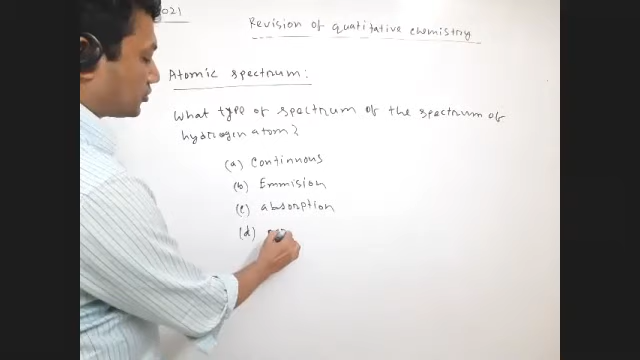 2021
Revision of quatitative chemistry
Atomic spectrum:
What type of spectrum of the spectrum of
hydrogin atom?
(a) Continnous
(b) Emmision
(c) absorption
(d)